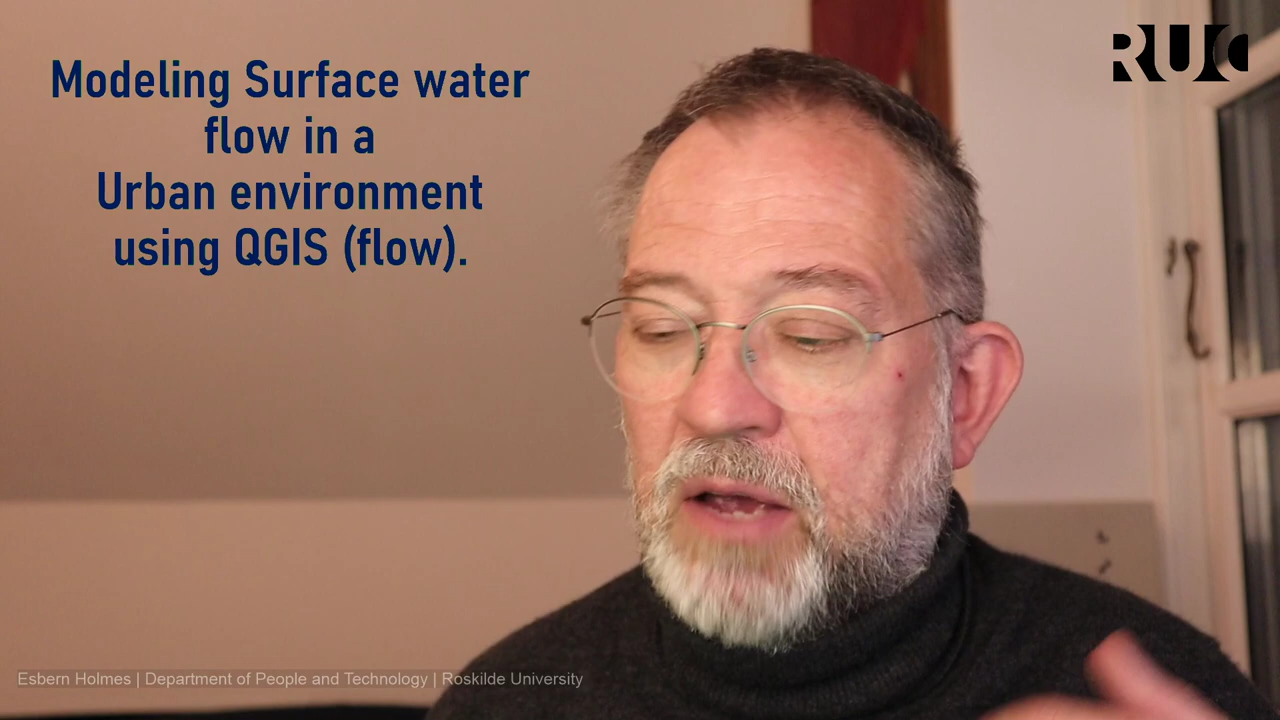 Modeling Surface water
flow in a
Urban environment
using QGIS (flow).
RUC
Esbern Holmes | Department of People and Technology | Roskilde University